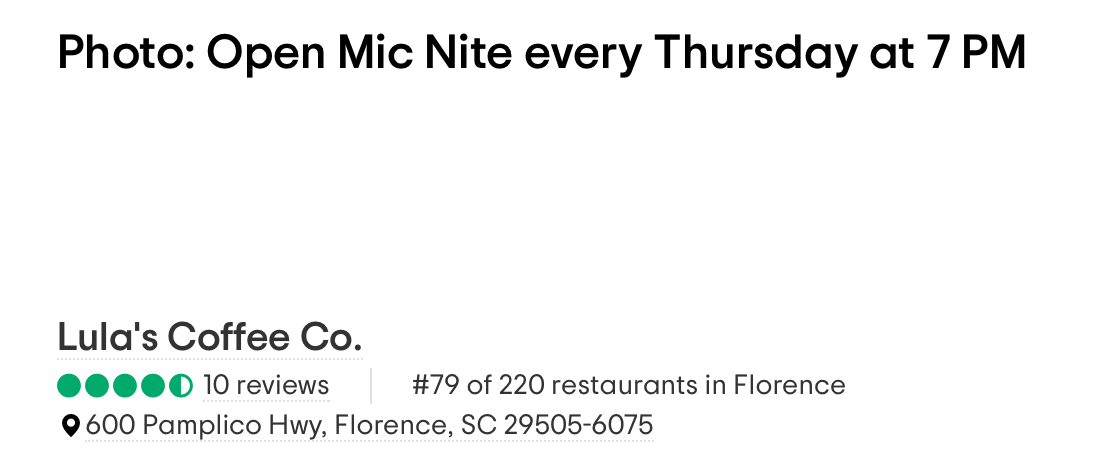 Photo: Open Mic Nite every Thursday at 7 PM
Lula's Coffee Co.
10 reviews #79 of 220 restaurants in Florence
600 Pamplico Hwy, Florence, SC 29505-6075